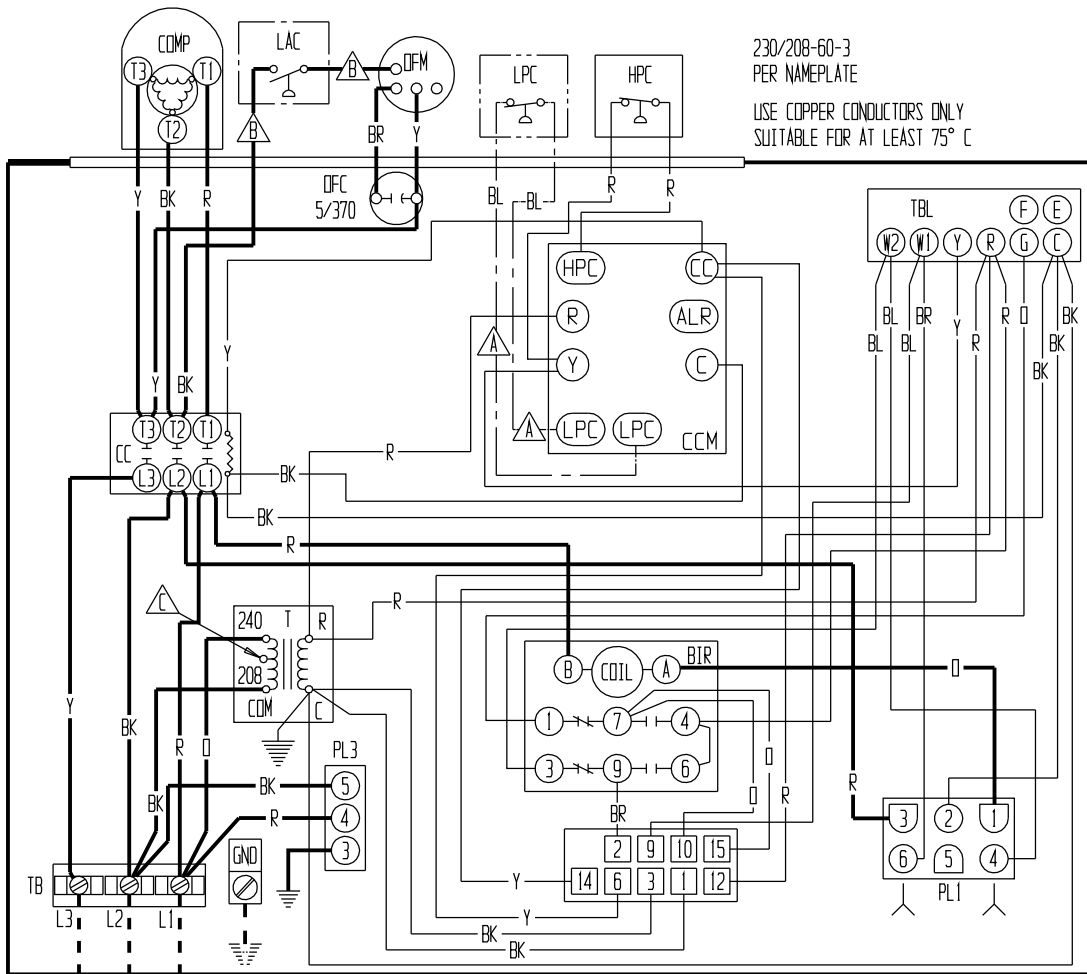 COMP
T3
T1
T2
LAC
B
OFM
B
LPC
HPC
230/208-60-3
PER NAMEPLATE
USE COPPER CONDUCTORS ONLY
SUITABLE FOR AT LEAST 75° C
BR
Y
OFC
5/370
Y
BK
R
BL
BL
R
R
TBL
F
E
W2
W1
Y
R
G
C
HPC
CC
R
ALR
Y
C
LPC
LPC
CCM
A
A
BL
BL
BR
BL
Y
R
R
O
BK
BK
BK
Y
Y
BK
CC
T3
T2
T1
L3
L2
L1
R
BK
BK
R
C
240
T
R
208
COM
C
R
B
COIL
A
BIR
O
1
7
4
3
9
6
BR
O
O
R
R
Y
BK
R
O
BK
BK
R
PL3
5
4
3
GND
TB
L3
L2
L1
2
9
10
15
14
6
3
1
12
Y
Y
BK
BK
3
2
1
6
5
4
PL1